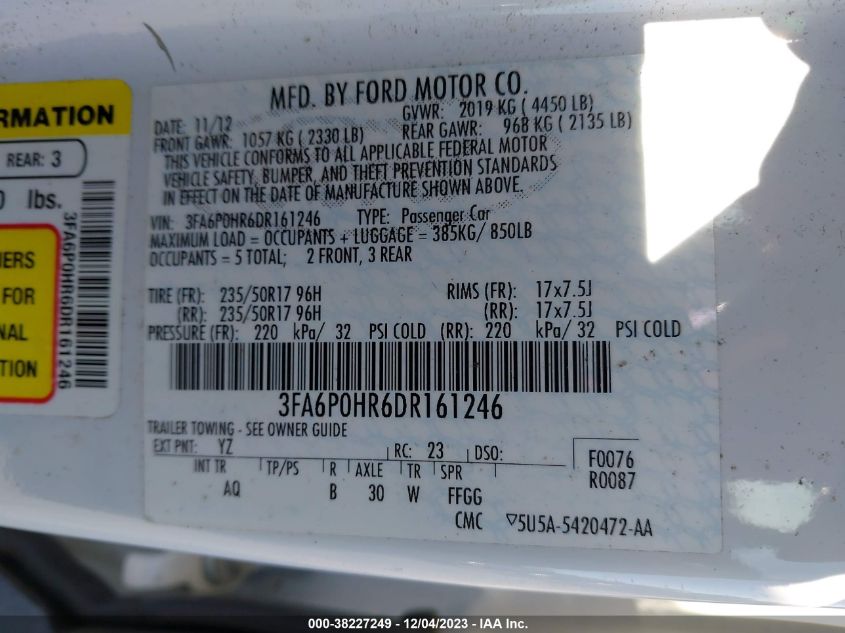 RMATION
REAR: 3
0 lbs.
3FA6P0HR6DR161246
IERS
FOR
NAL
TION
MFD. BY FORD MOTOR CO.
DATE: 11/12 GVWR: 2019 KG ( 4450 LB)
FRONT GAWR: 1057 KG ( 2330 LB) REAR GAWR: 968 KG ( 2135 LB)
THIS VEHICLE CONFORMS TO ALL APPLICABLE FEDERAL MOTOR
VEHICLE SAFETY, BUMPER, AND THEFT PREVENTION STANDARDS
IN EFFECT ON THE DATE OF MANUFACTURE SHOWN ABOVE.
VIN: 3FA6P0HR6DR161246 TYPE: Passenger Car
MAXIMUM LOAD = OCCUPANTS + LUGGAGE = 385KG/ 850LB
OCCUPANTS = 5 TOTAL; 2 FRONT, 3 REAR
TIRE (FR): 235/50R17 96H RIMS (FR): 17x7.5J
(RR): 235/50R17 96H (RR): 17x7.5J
PRESSURE (FR): 220 kPa/ 32 PSI COLD (RR): 220 kPa/ 32 PSI COLD
3FA6P0HR6DR161246
TRAILER TOWING - SEE OWNER GUIDE
EXT PNT: YZ RC: 23 DSO: F0076
INT TR TP/PS R AXLE TR SPR R0087
AQ B 30 W FFGG
CMC ▽5U5A-5420472-AA
000-38227249 - 12/04/2023 - IAA Inc.